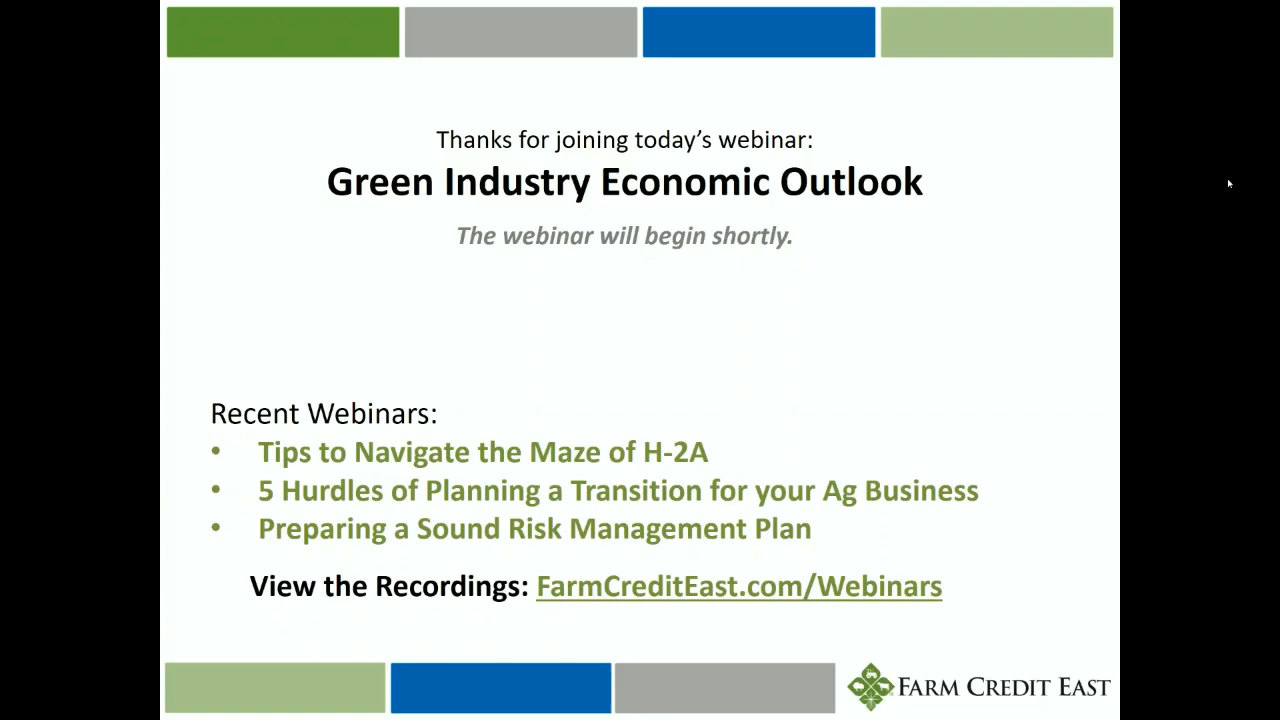 Thanks for joining today's webinar:
Green Industry Economic Outlook
The webinar will begin shortly.
Recent Webinars:
• Tips to Navigate the Maze of H-2A
• 5 Hurdles of Planning a Transition for your Ag Business
• Preparing a Sound Risk Management Plan
View the Recordings: FarmCreditEast.com/Webinars
FARM CREDIT EAST